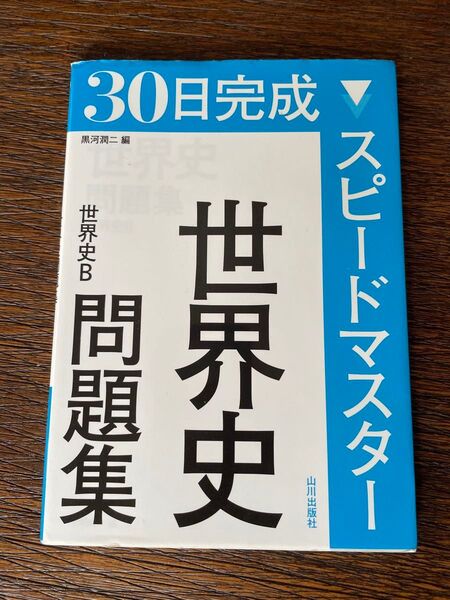 30日完成
スピードマスター
黒河潤二 編
世界史
世界史B
問題集
山川出版社